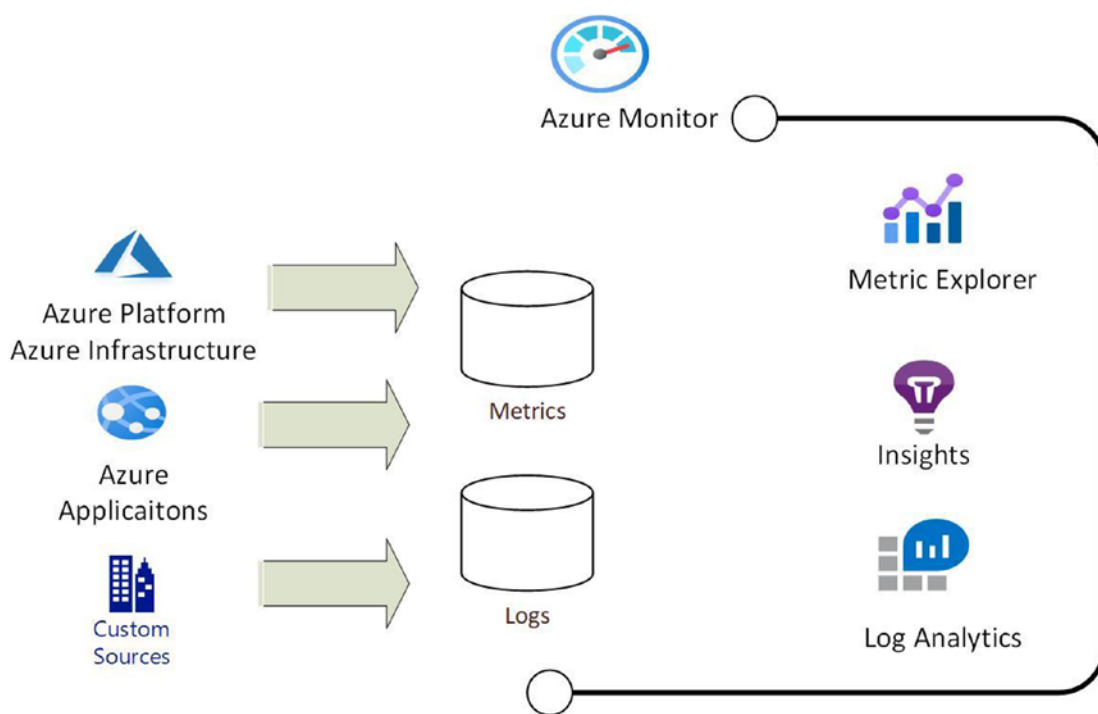 Azure Monitor
Azure Platform
Azure Infrastructure
Azure
Applicaitons
Custom
Sources
Metrics
Logs
Metric Explorer
Insights
Log Analytics